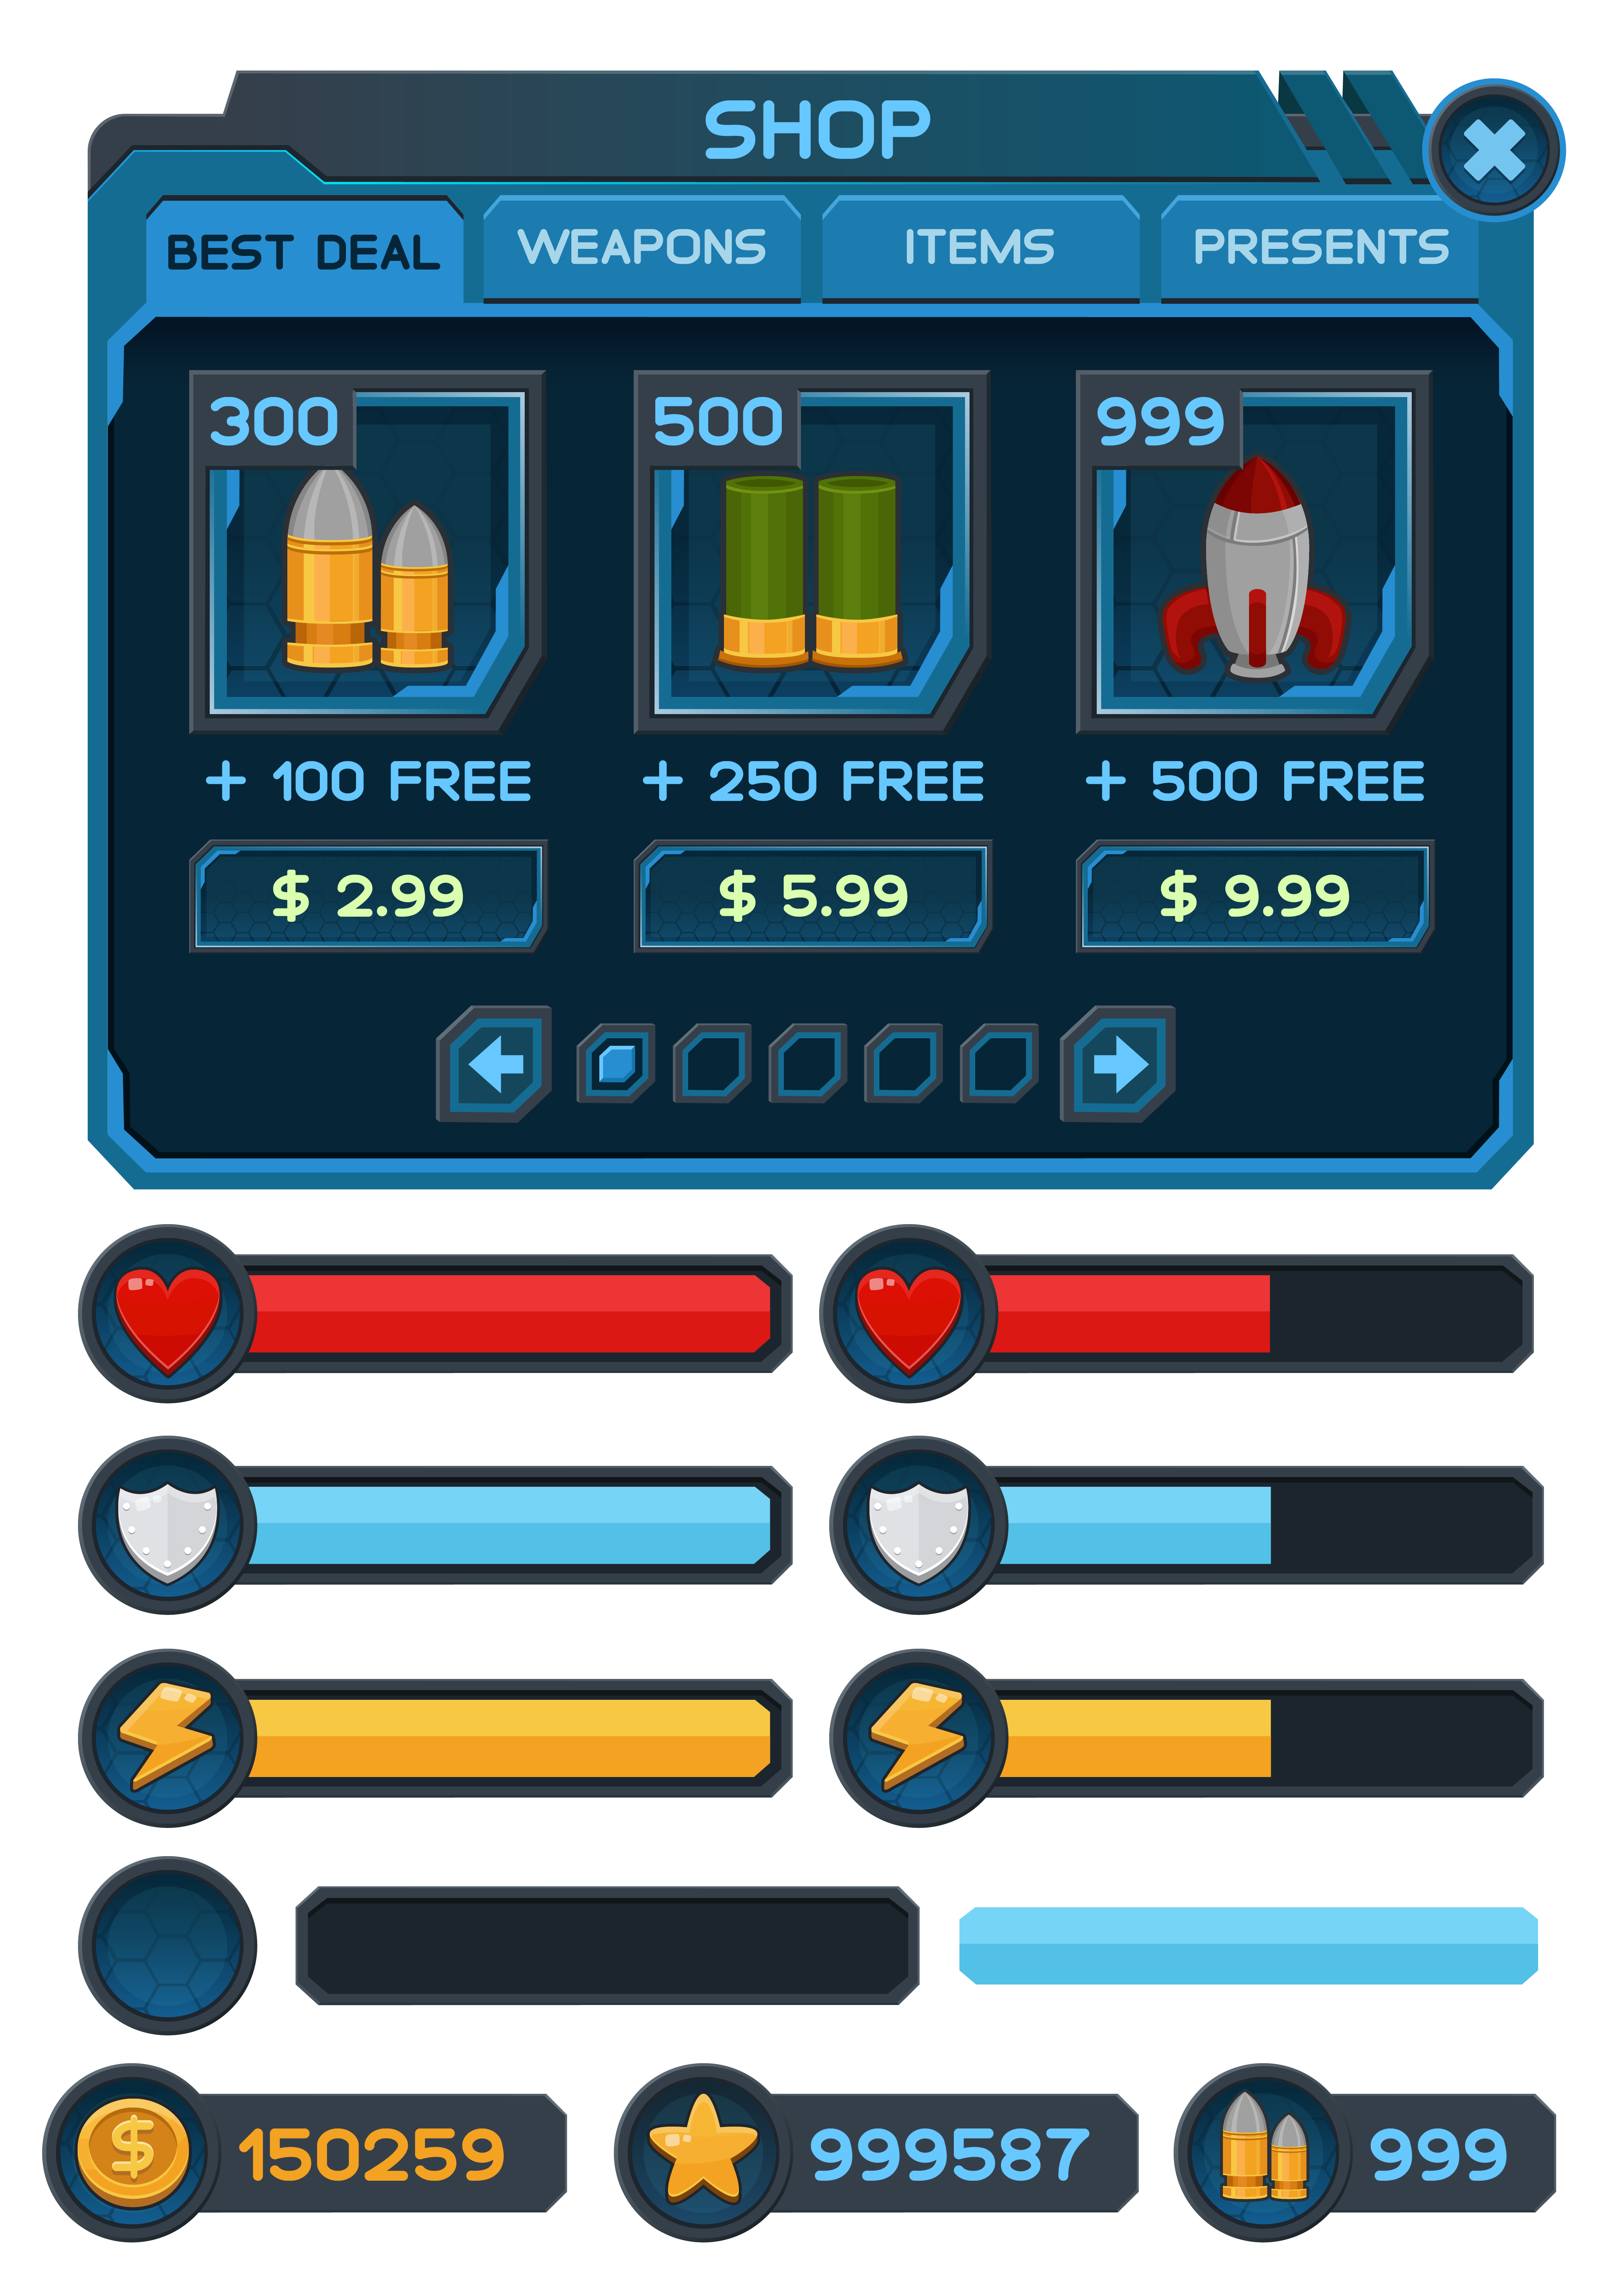 SHOP
BEST DEAL
WEAPONS
ITEMS
PRESENTS
300
500
999
+ 100 FREE
+ 250 FREE
+ 500 FREE
$ 2.99
$ 5.99
$ 9.99
$
150259
999587
999